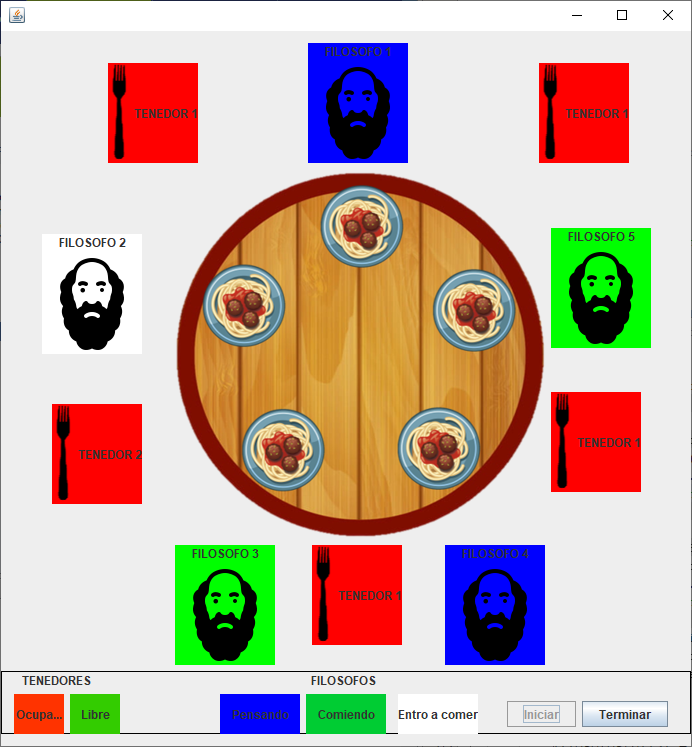 FILOSOFO 1
TENEDOR 1
TENEDOR 1
FILOSOFO 2
FILOSOFO 5
TENEDOR 2
TENEDOR 1
FILOSOFO 3
TENEDOR 1
FILOSOFO 4
TENEDORES
FILOSOFOS
Ocupa...
Libre
Pensando
Comiendo
Entro a comer
Iniciar
Terminar